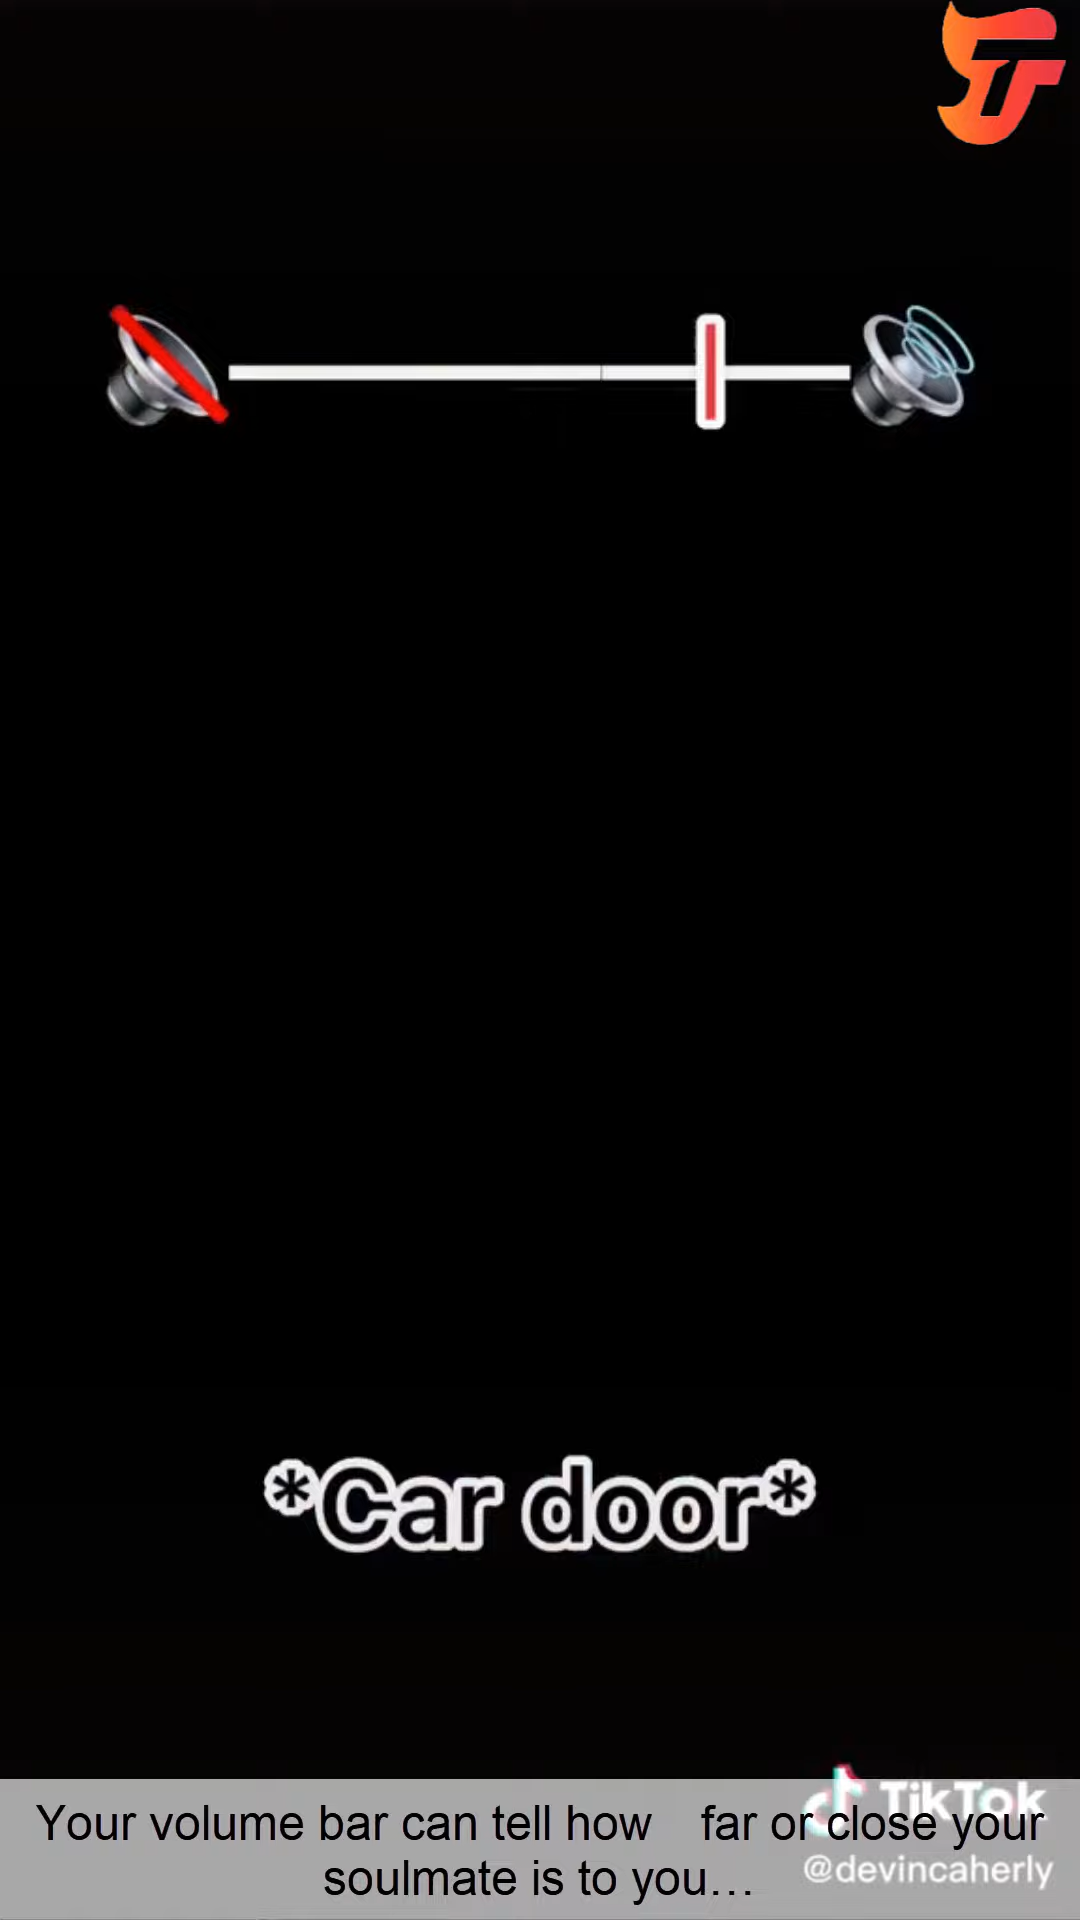 *Car door*
TikTok
Your volume bar can tell how far or close your
soulmate is to you...
@devincaherly